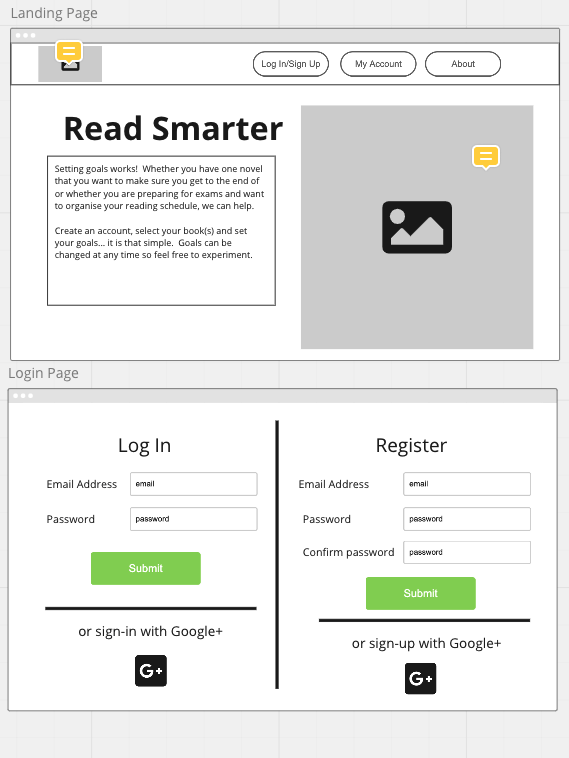 Landing Page
Log In/Sign Up
My Account
About
Read Smarter
Setting goals works!  Whether you have one novel
that you want to make sure you get to the end of
or whether you are preparing for exams and want
to organise your reading schedule, we can help.
Create an account, select your book(s) and set
your goals... it is that simple.  Goals can be
changed at any time so feel free to experiment.
Login Page
Log In
Email Address
email
Password
password
Submit
or sign-in with Google+
G+
Register
Email Address
email
Password
password
Confirm password
password
Submit
or sign-up with Google+
G+